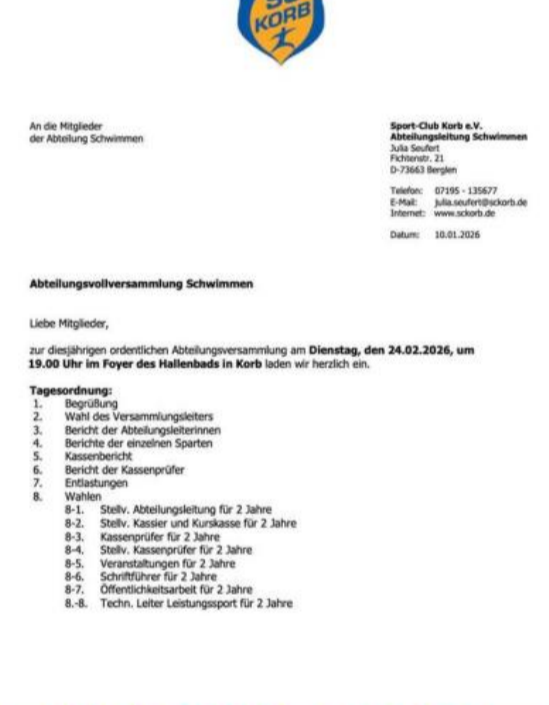 SC
KORB
An die Mitglieder
der Abteilung Schwimmen
Sport-Club Korb e.V.
Abteilungsleitung Schwimmen
Julia Seufert
Fichtenstr. 21
D-73663 Berglen
Telefon: 07195 - 135677
E-Mail: julia.seufert@sckorb.de
Internet: www.sckorb.de
Datum: 10.01.2026
Abteilungsvollversammlung Schwimmen
Liebe Mitglieder,
zur diesjährigen ordentlichen Abteilungsversammlung am Dienstag, den 24.02.2026, um
19.00 Uhr im Foyer des Hallenbads in Korb laden wir herzlich ein.
Tagesordnung:
1. Begrüßung
2. Wahl des Versammlungsleiters
3. Bericht der Abteilungsleiterinnen
4. Berichte der einzelnen Sparten
5. Kassenbericht
6. Bericht der Kassenprüfer
7. Entlastungen
8. Wahlen
8-1. Stellv. Abteilungsleitung für 2 Jahre
8-2. Stellv. Kassier und Kurskasse für 2 Jahre
8-3. Kassenprüfer für 2 Jahre
8-4. Stellv. Kassenprüfer für 2 Jahre
8-5. Veranstaltungen für 2 Jahre
8-6. Schriftführer für 2 Jahre
8-7. Öffentlichkeitsarbeit für 2 Jahre
8.-8. Techn. Leiter Leistungssport für 2 Jahre